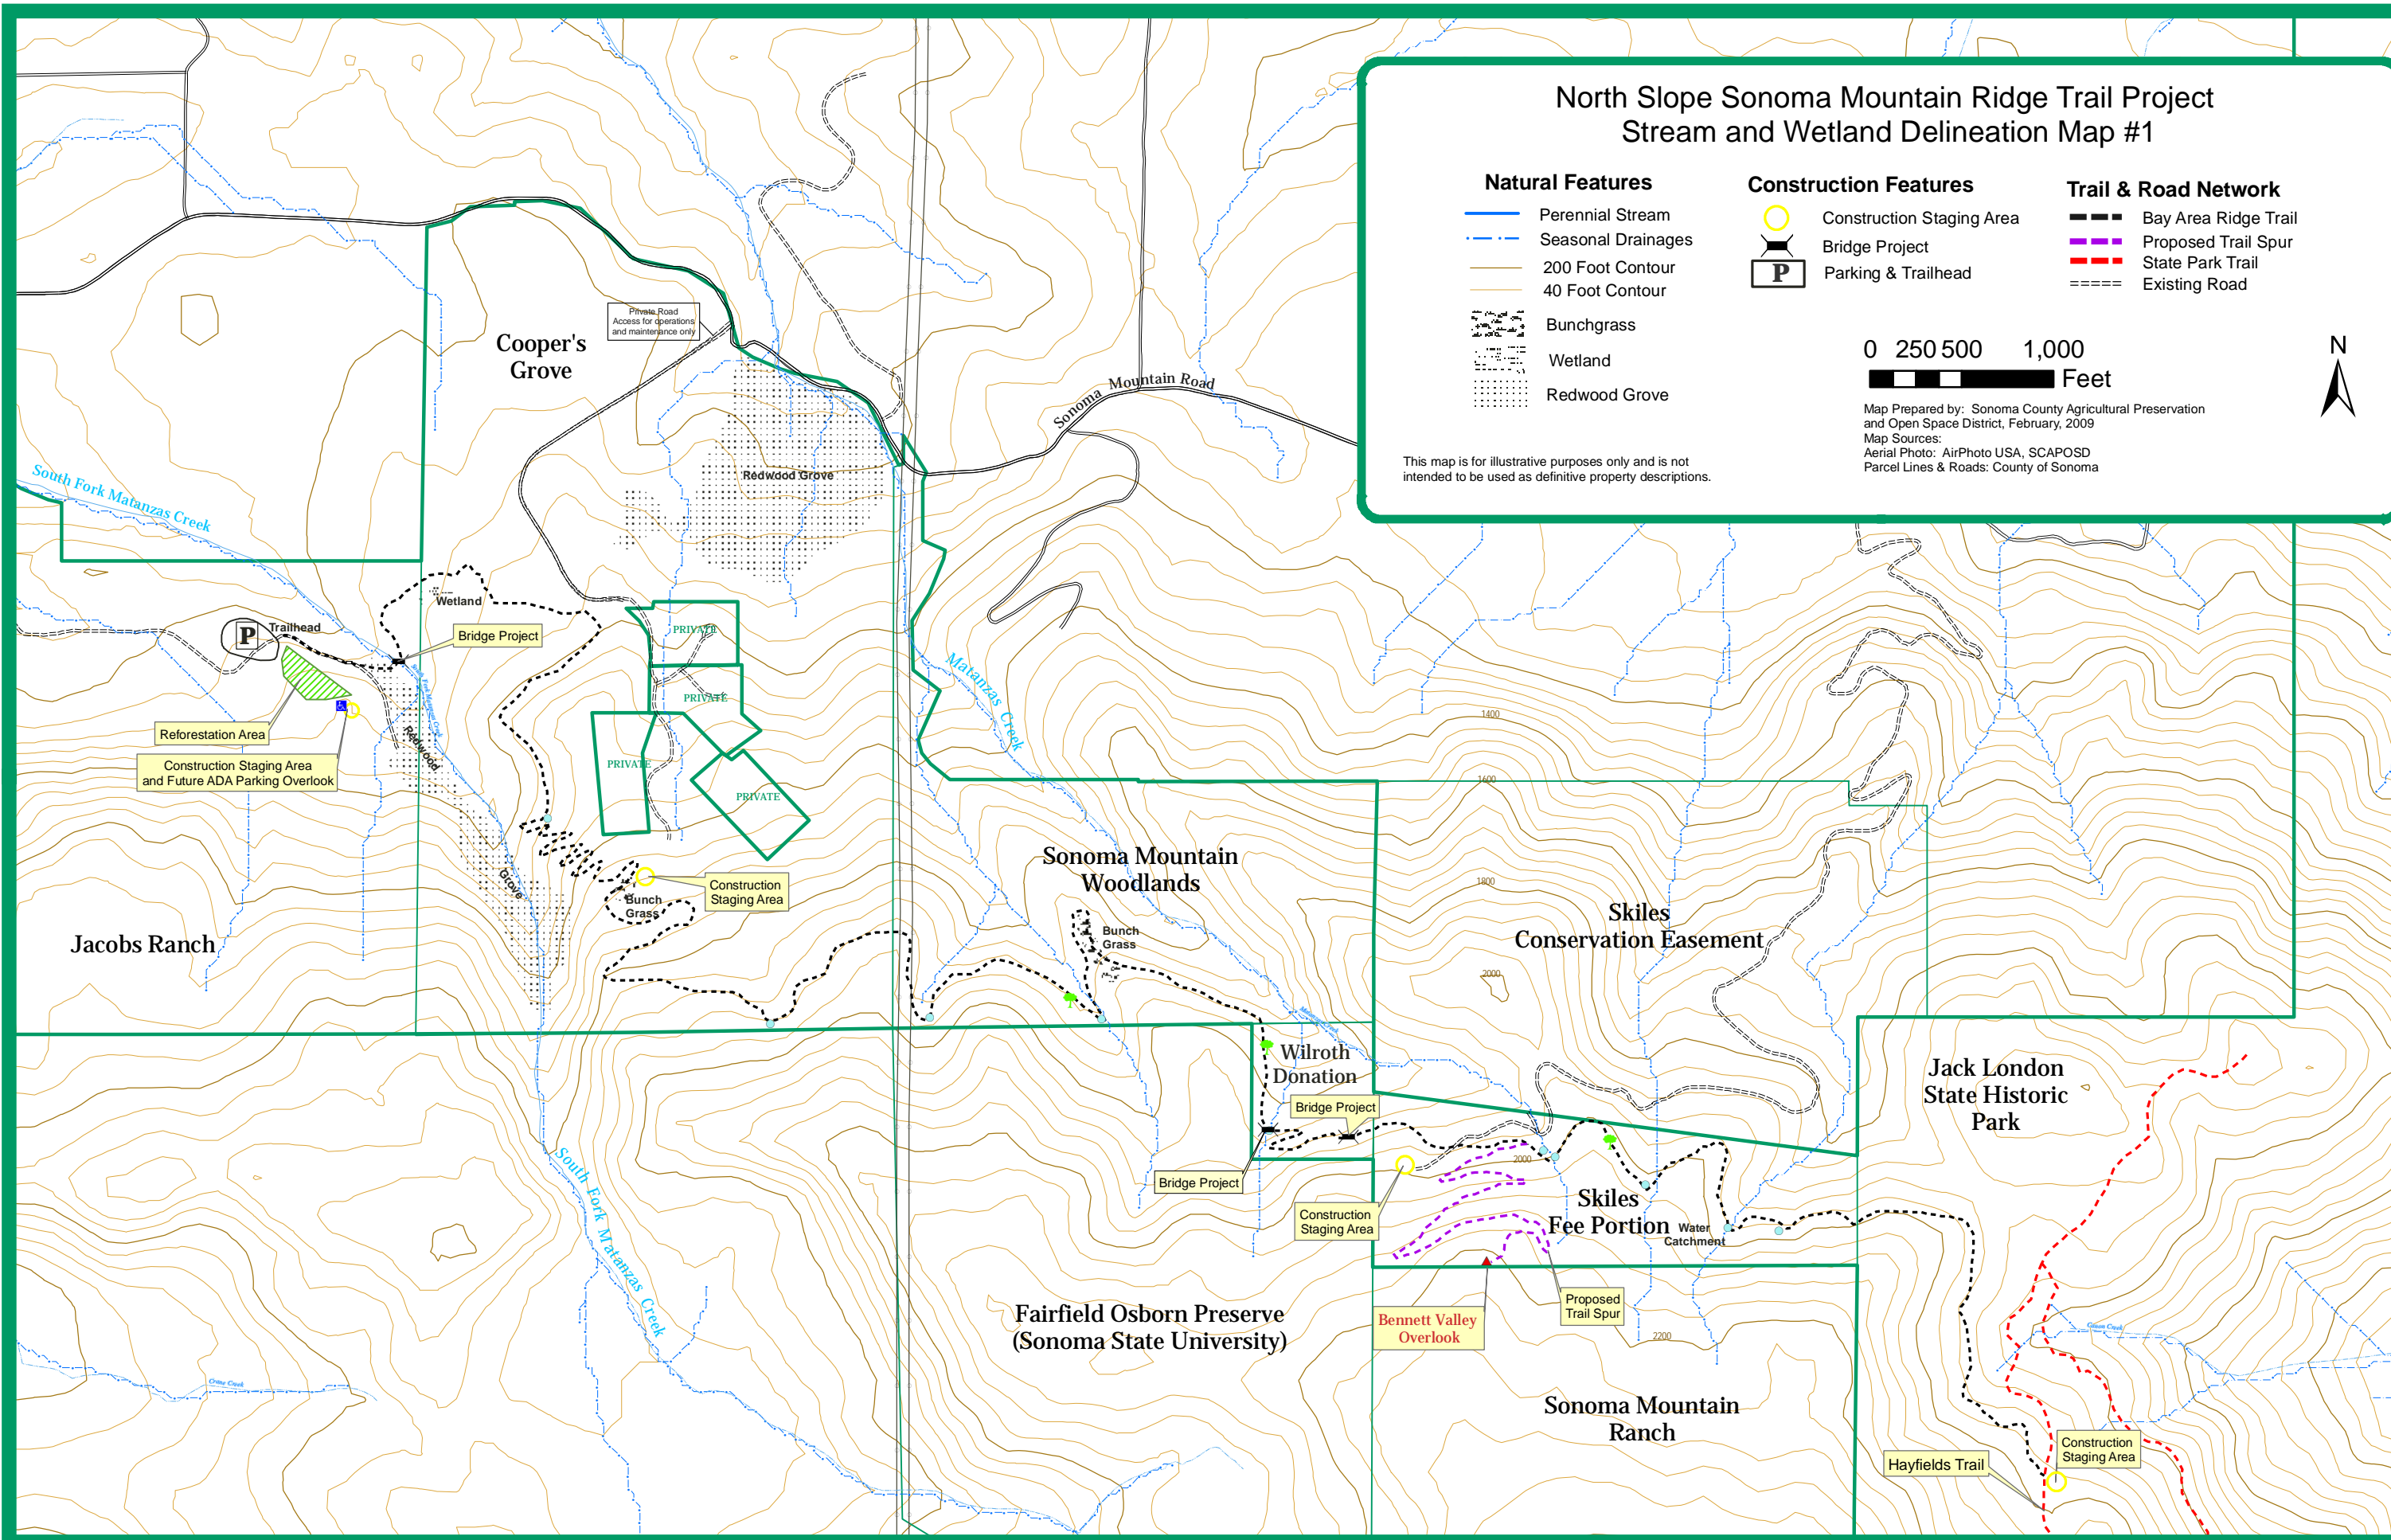 North Slope Sonoma Mountain Ridge Trail Project
Stream and Wetland Delineation Map #1
Natural Features
Perennial Stream
Seasonal Drainages
200 Foot Contour
40 Foot Contour
Bunchgrass
Wetland
Redwood Grove
Construction Features
Construction Staging Area
Bridge Project
P
Parking & Trailhead
Trail & Road Network
Bay Area Ridge Trail
Proposed Trail Spur
State Park Trail
Existing Road
0 250 500 1,000
Feet
N
Map Prepared by: Sonoma County Agricultural Preservation
and Open Space District, February, 2009
Map Sources:
Aerial Photo: AirPhoto USA, SCAPOSD
Parcel Lines & Roads: County of Sonoma
This map is for illustrative purposes only and is not
intended to be used as definitive property descriptions.
Private Road
Access for operations
and maintenance only
Cooper's
Grove
Sonoma Mountain Road
Redwood Grove
South Fork Matanzas Creek
Wetland
P
Trailhead
Bridge Project
PRIVATE
PRIVATE
PRIVATE
PRIVATE
Matanzas Creek
South Fork Matanzas Creek
1400
1600
1800
2000
Reforestation Area
Construction Staging Area
and Future ADA Parking Overlook
Redwood
Grove
Construction
Staging Area
Bunch
Grass
Sonoma Mountain
Woodlands
Bunch
Grass
Skiles
Conservation Easement
Jacobs Ranch
Matanzas Creek
Wilroth
Donation
Bridge Project
Bridge Project
Jack London
State Historic
Park
2000
Construction
Staging Area
Skiles
Fee Portion
Water
Catchment
South Fork Matanzas Creek
Proposed
Trail Spur
Bennett Valley
Overlook
2200
Fairfield Osborn Preserve
(Sonoma State University)
Crane Creek
Sonoma Mountain
Ranch
Construction
Staging Area
Hayfields Trail